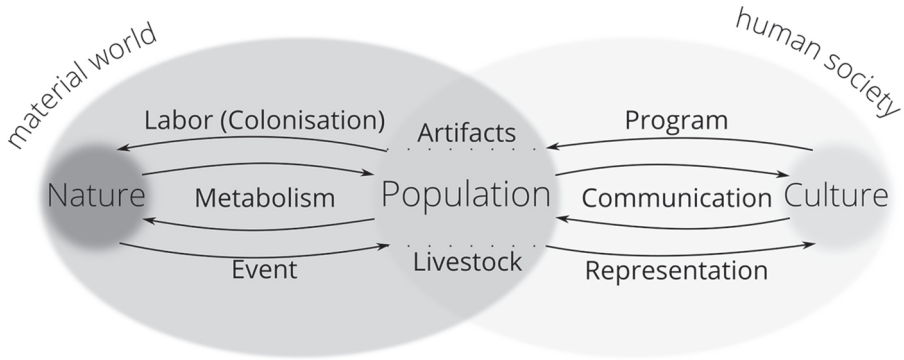 material world
human society
Labor (Colonisation)
Artifacts
Program
Nature
Metabolism
Population
Communication
Culture
Event
Livestock
Representation